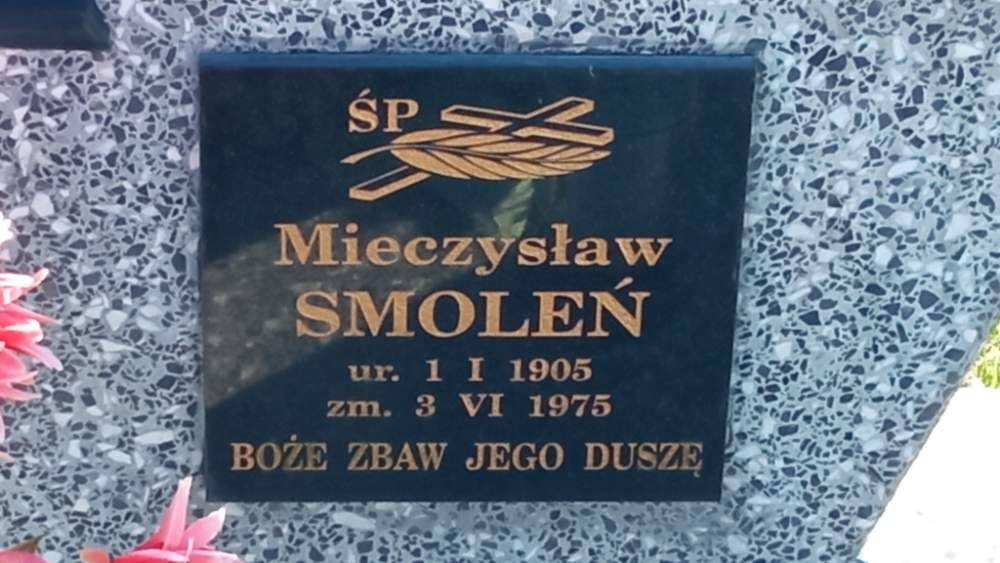 ŚP
Mieczysław
SMOLEŃ
ur. 1 I 1905
zm. 3 VI 1975
BOŻE ZBAW JEGO DUSZĘ